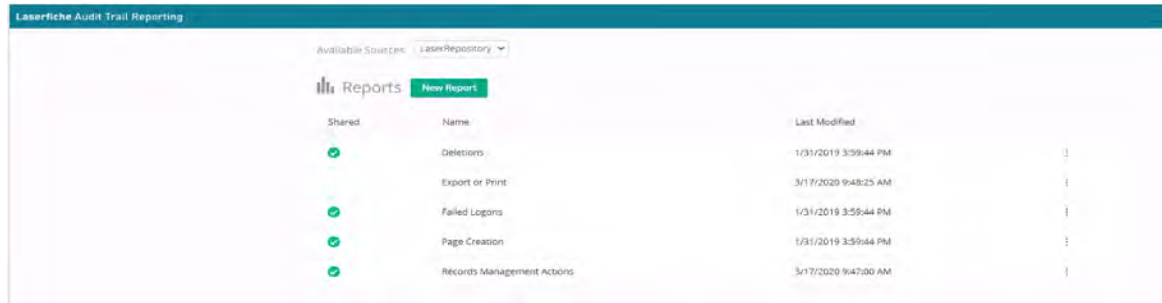 Laserfiche Audit Trail Reporting
Available Sources LaserRepository
Reports New Report
Shared Name Last Modified
Deletions 1/31/2019 3:59:44 PM
Export or Print 3/17/2020 9:48:25 AM
Failed Logons 1/31/2019 3:59:44 PM
Page Creation 1/31/2019 3:59:44 PM
Records Management Actions 3/17/2020 9:47:00 AM